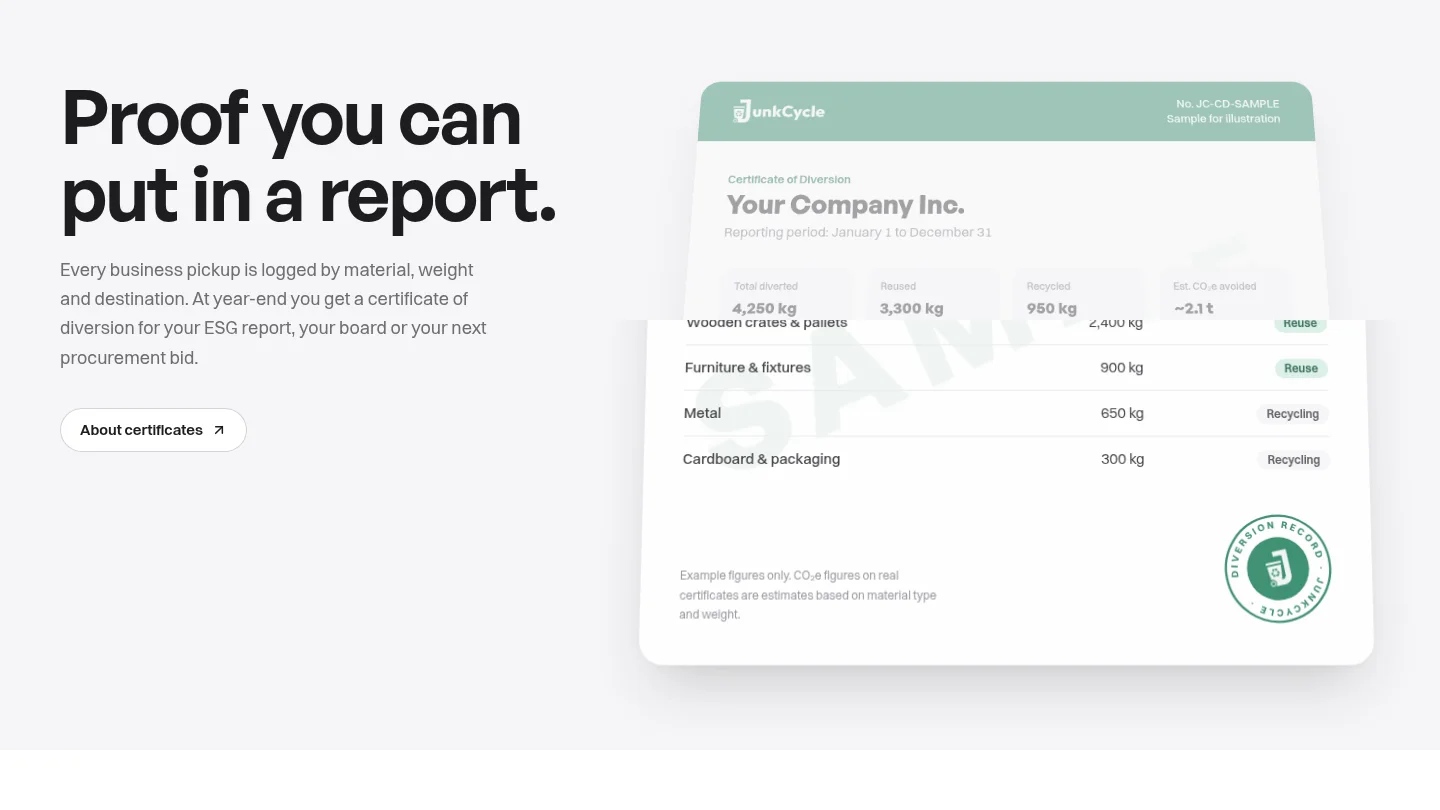 Proof you can
put in a report.
Every business pickup is logged by material, weight
and destination. At year-end you get a certificate of
diversion for your ESG report, your board or your next
procurement bid.
About certificates
JunkCycle
No. JC-CD-SAMPLE
Sample for illustration
Certificate of Diversion
Your Company Inc.
Reporting period: January 1 to December 31
Total diverted
4,250 kg
Reused
3,300 kg
Recycled
950 kg
Est. CO₂e avoided
~2.1 t
Wooden crates & pallets 2,400 kg Reuse
Furniture & fixtures 900 kg Reuse
Metal 650 kg Recycling
Cardboard & packaging 300 kg Recycling
SAMPLE
Example figures only. CO₂e figures on real
certificates are estimates based on material type
and weight.
DIVERSION RECORD · JUNKCYCLE ·